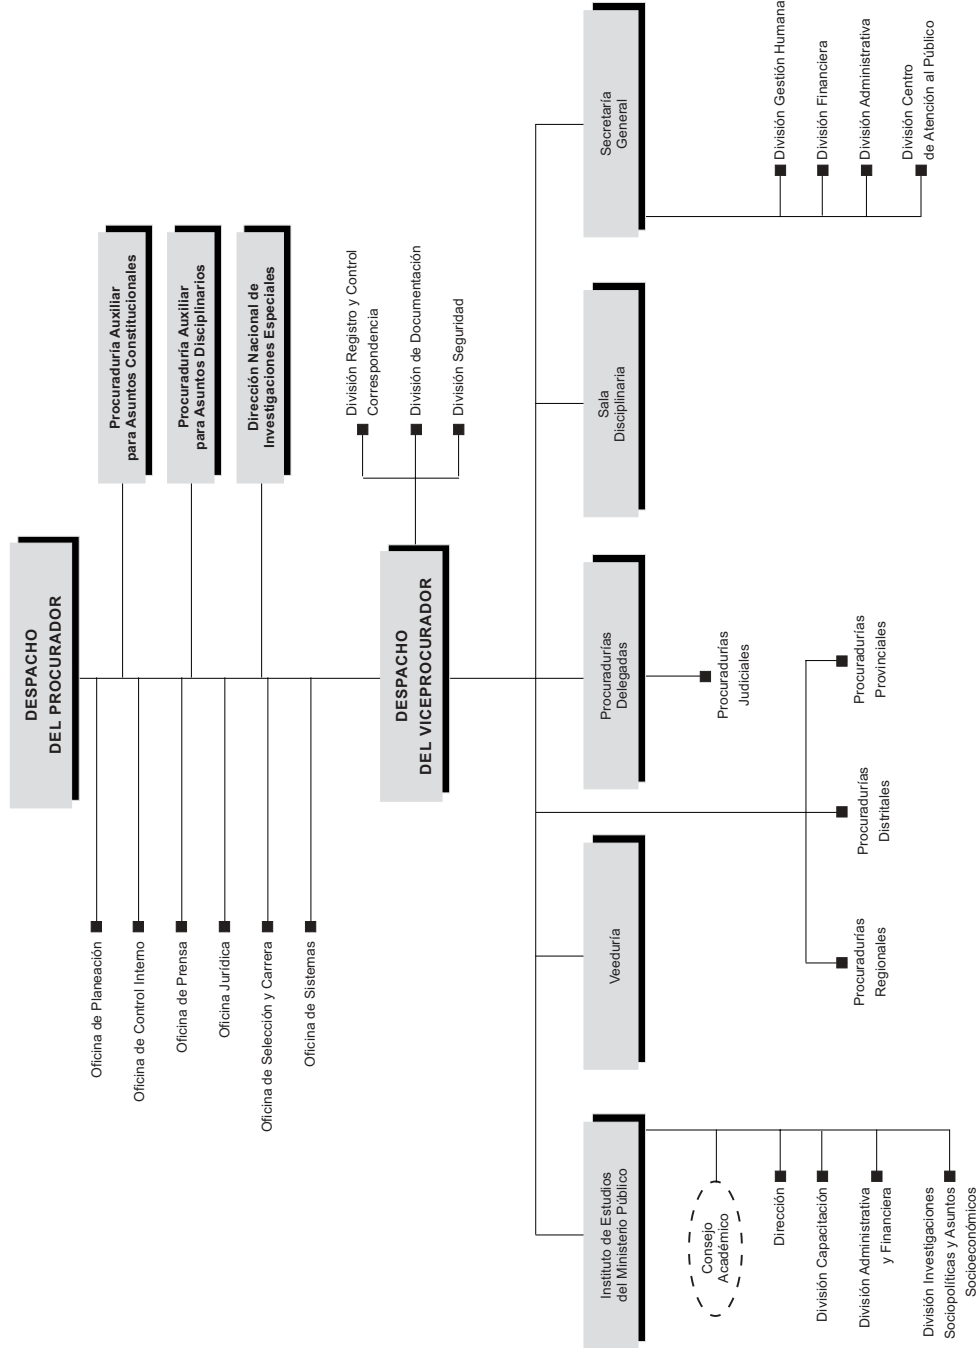 DESPACHO
DEL PROCURADOR
Procuraduría Auxiliar
para Asuntos Constitucionales
Procuraduría Auxiliar
para Asuntos Disciplinarios
Dirección Nacional de
Investigaciones Especiales
Oficina de Planeación
Oficina de Control Interno
Oficina de Prensa
Oficina Jurídica
Oficina de Selección y Carrera
Oficina de Sistemas
DESPACHO
DEL VICEPROCURADOR
División Registro y Control
Correspondencia
División de Documentación
División Seguridad
Instituto de Estudios
del Ministerio Público
Veeduría
Procuradurías
Delegadas
Sala
Disciplinaria
Secretaría
General
Consejo
Académico
Dirección
División Capacitación
División Administrativa
y Financiera
División Investigaciones
Sociopolíticas y Asuntos
Socioeconómicos
Procuradurías
Judiciales
Procuradurías
Regionales
Procuradurías
Distritales
Procuradurías
Provinciales
División Gestión Humana
División Financiera
División Administrativa
División Centro
de Atención al Público